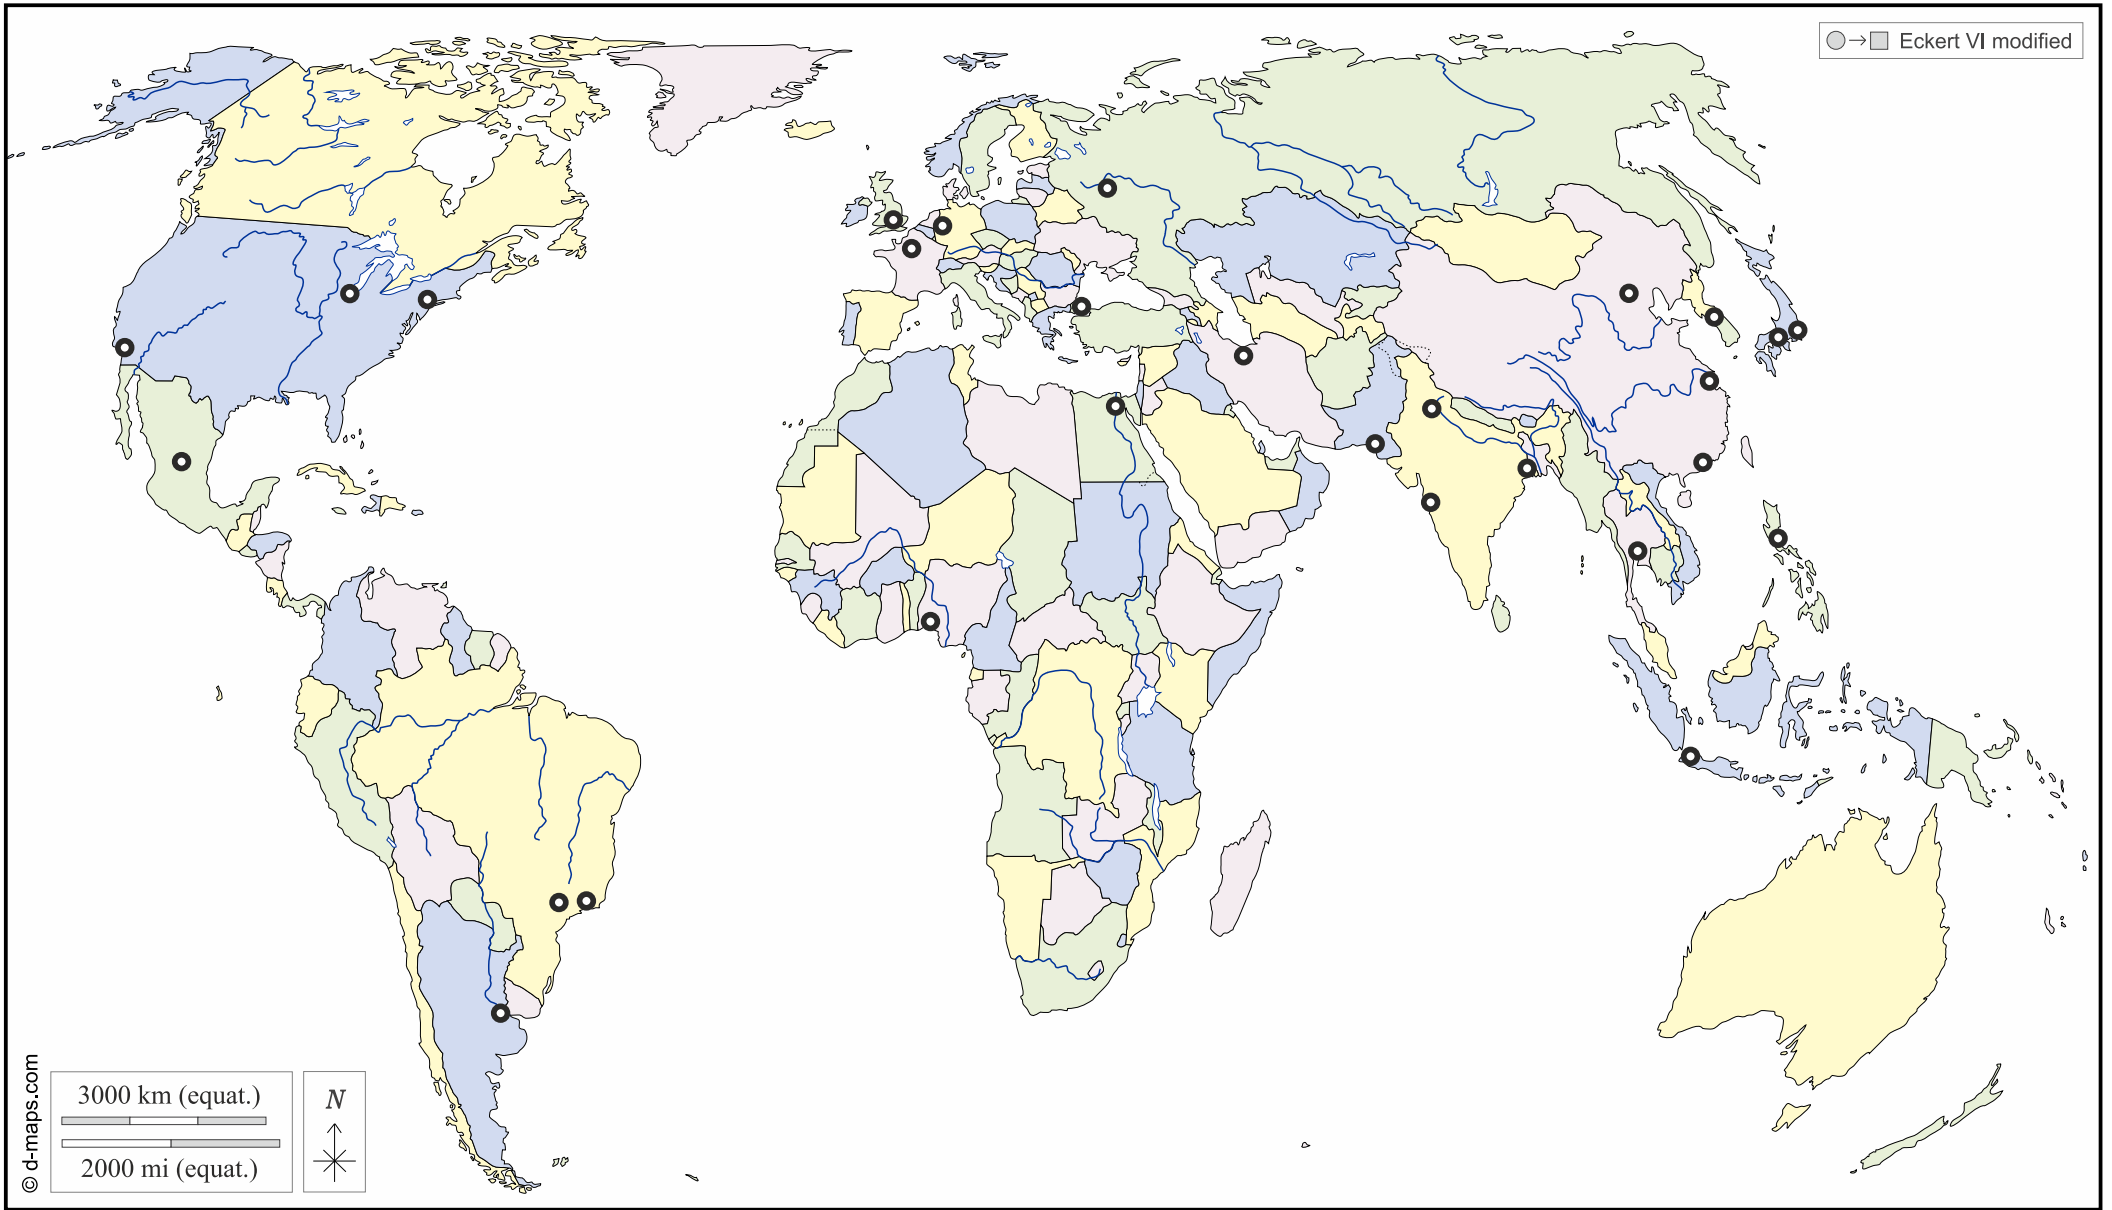 Eckert VI modified
© d-maps.com
3000 km (equat.)
2000 mi (equat.)
N